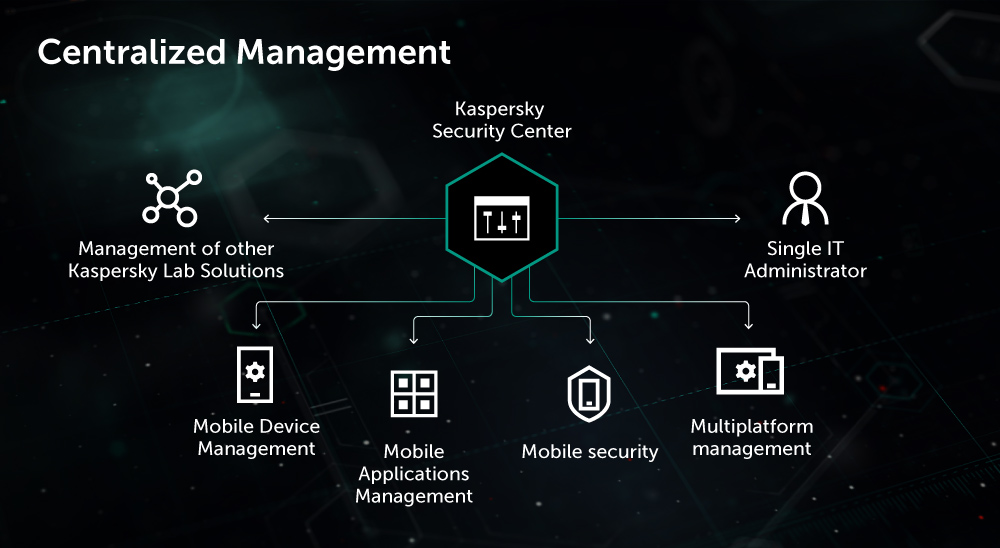 Centralized Management
Kaspersky
Security Center
Management of other
Kaspersky Lab Solutions
Single IT
Administrator
Mobile Device
Management
Mobile
Applications
Management
Mobile security
Multiplatform
management